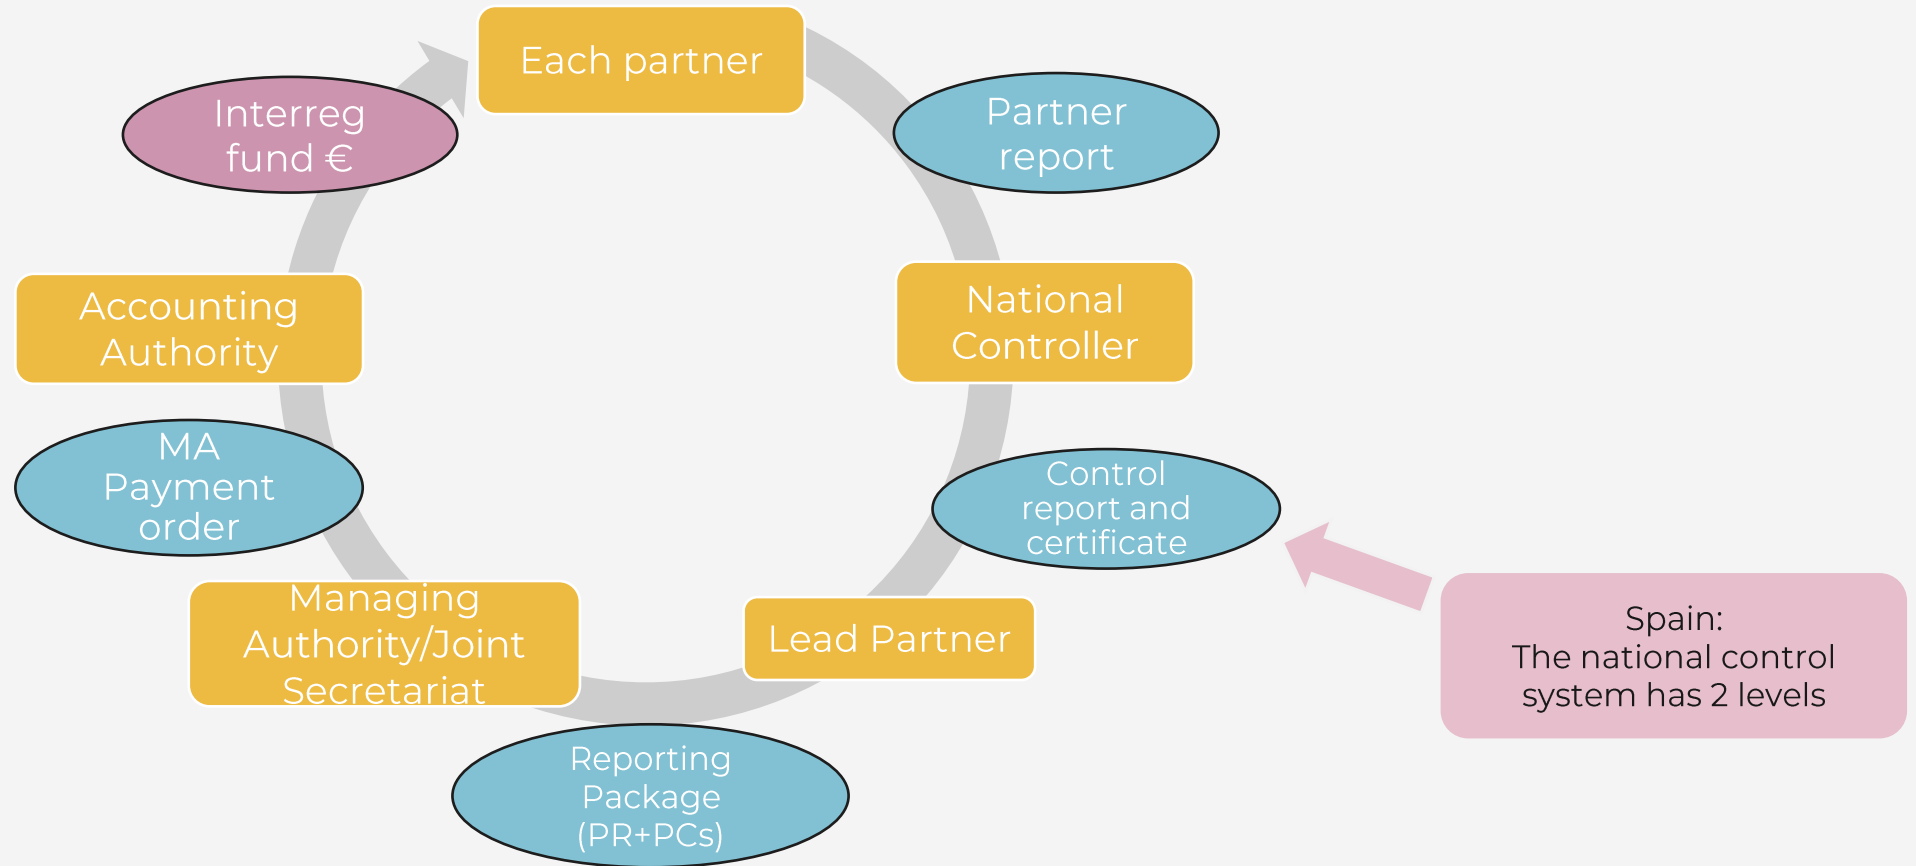 Each partner
Partner
report
National
Controller
Control
report and
certificate
Spain:
The national control
system has 2 levels
Lead Partner
Reporting
Package
(PR+PCs)
Managing
Authority/Joint
Secretariat
MA
Payment
order
Accounting
Authority
Interreg
fund €